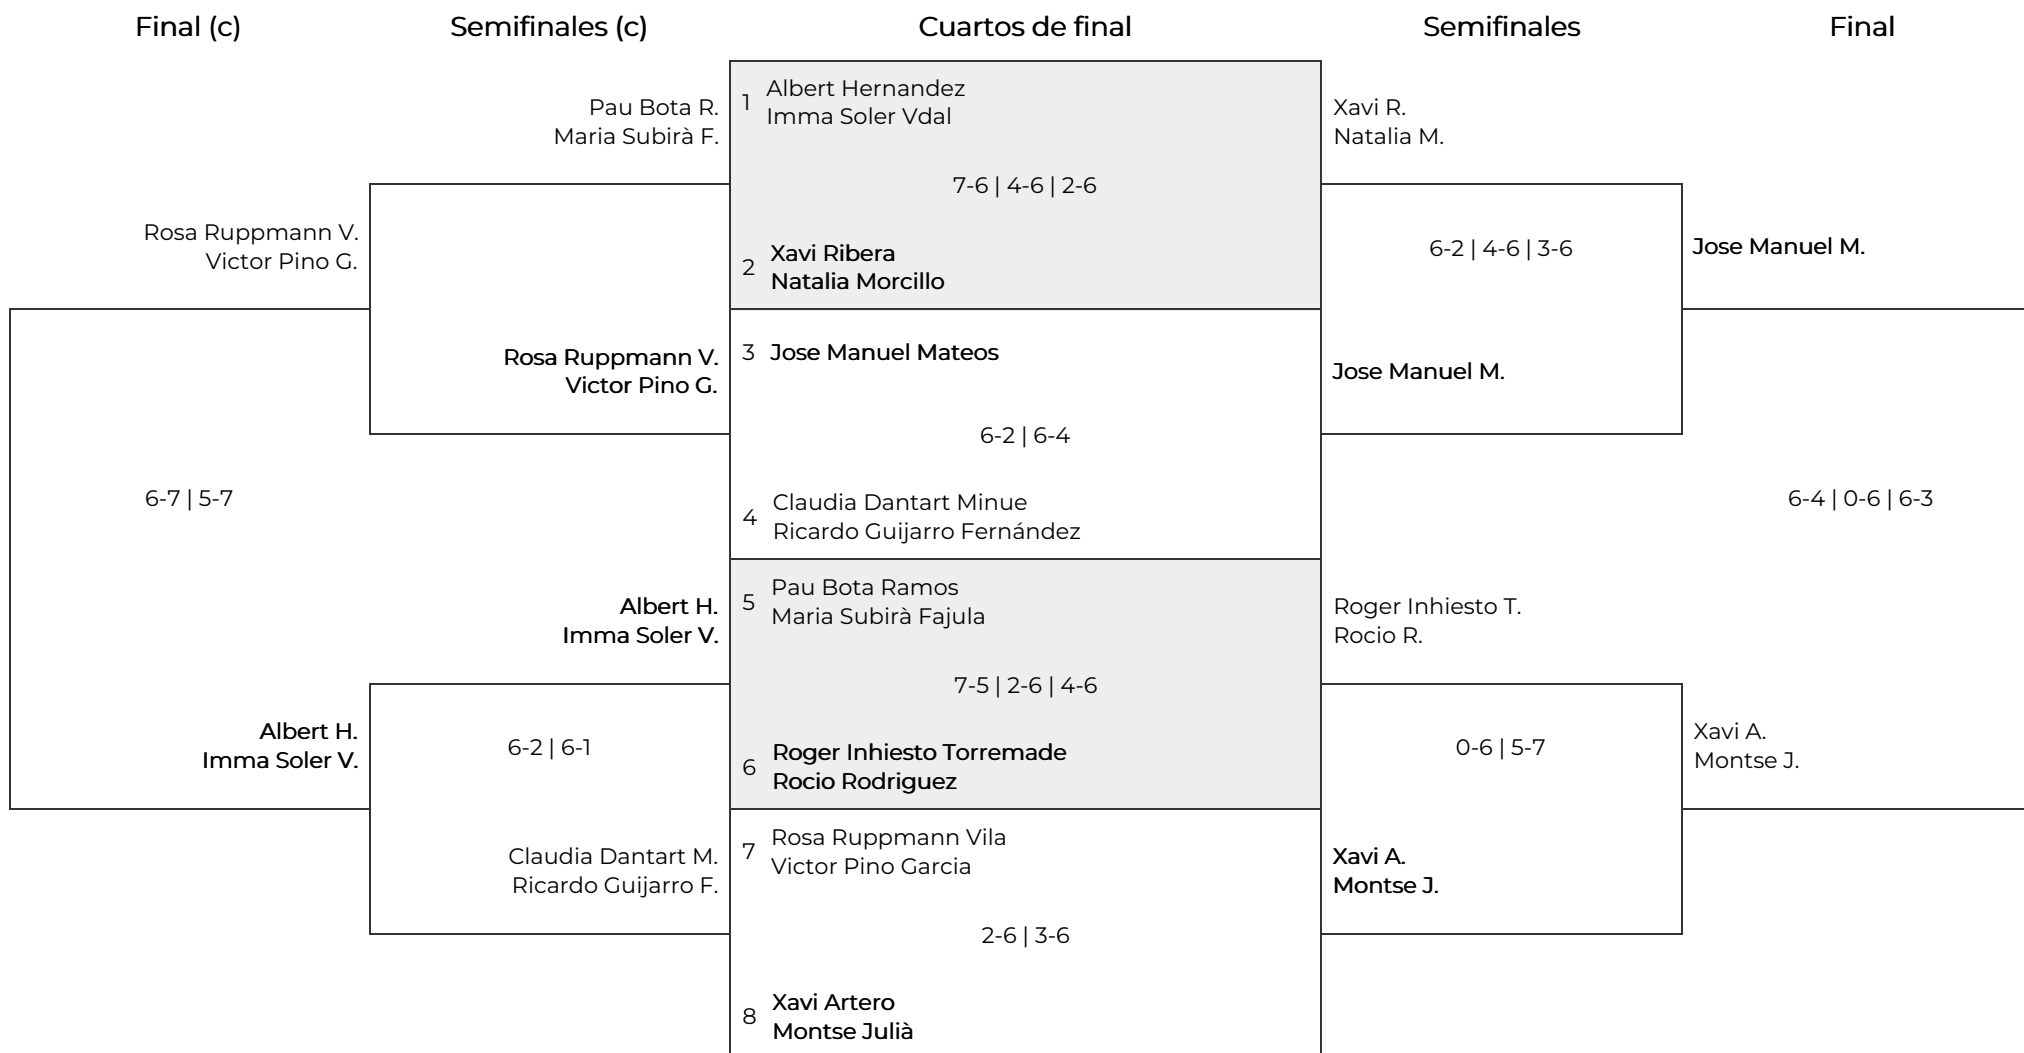 Final (c)
Semifinales (c)
Cuartos de final
Semifinales
Final
Rosa Ruppmann V.
Victor Pino G.
6-7 | 5-7
Albert H.
Imma Soler V.
Pau Bota R.
Maria Subirà F.
Rosa Ruppmann V.
Victor Pino G.
Albert H.
Imma Soler V.
6-2 | 6-1
Claudia Dantart M.
Ricardo Guijarro F.
1 Albert Hernandez
Imma Soler Vdal
7-6 | 4-6 | 2-6
2 Xavi Ribera
Natalia Morcillo
3 Jose Manuel Mateos
6-2 | 6-4
4 Claudia Dantart Minue
Ricardo Guijarro Fernández
5 Pau Bota Ramos
Maria Subirà Fajula
7-5 | 2-6 | 4-6
6 Roger Inhiesto Torremade
Rocio Rodriguez
7 Rosa Ruppmann Vila
Victor Pino Garcia
2-6 | 3-6
8 Xavi Artero
Montse Julià
Xavi R.
Natalia M.
6-2 | 4-6 | 3-6
Jose Manuel M.
Roger Inhiesto T.
Rocio R.
0-6 | 5-7
Xavi A.
Montse J.
Jose Manuel M.
6-4 | 0-6 | 6-3
Xavi A.
Montse J.